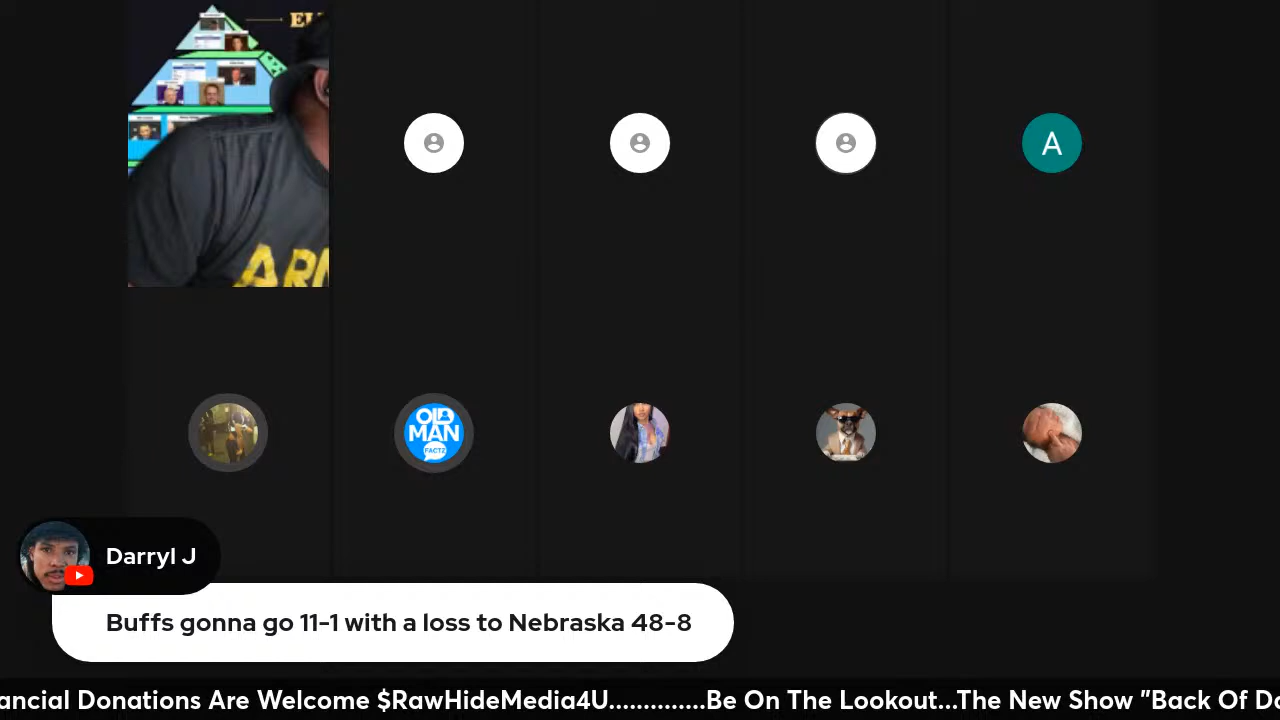 A
OLD
MAN
FACTZ
Darryl J
Buffs gonna go 11-1 with a loss to Nebraska 48-8
ancial Donations Are Welcome $RawHideMedia4U..............Be On The Lookout...The New Show "Back Of D